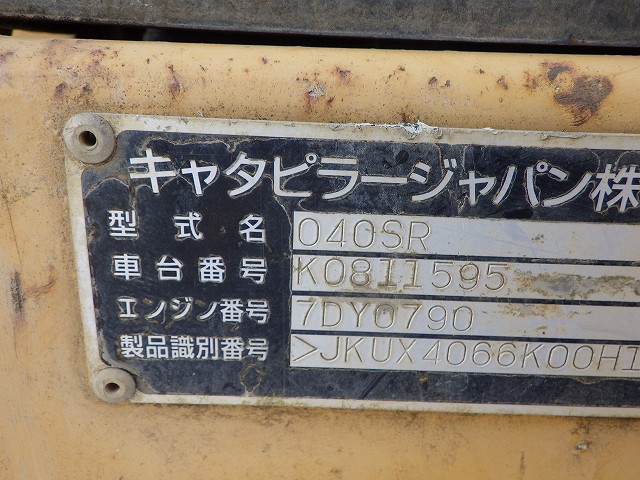 キャタピラージャパン株
型式名 040SR
車台番号 K0811595
エンジン番号 7DY0790
製品識別番号 >JKUX4066K00H1